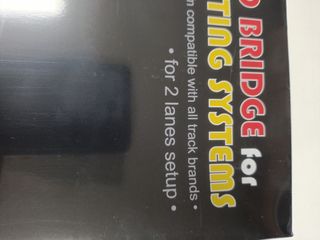 BRIDGE for
TING SYSTEMS
compatible with all track brands •
• for 2 lanes setup •